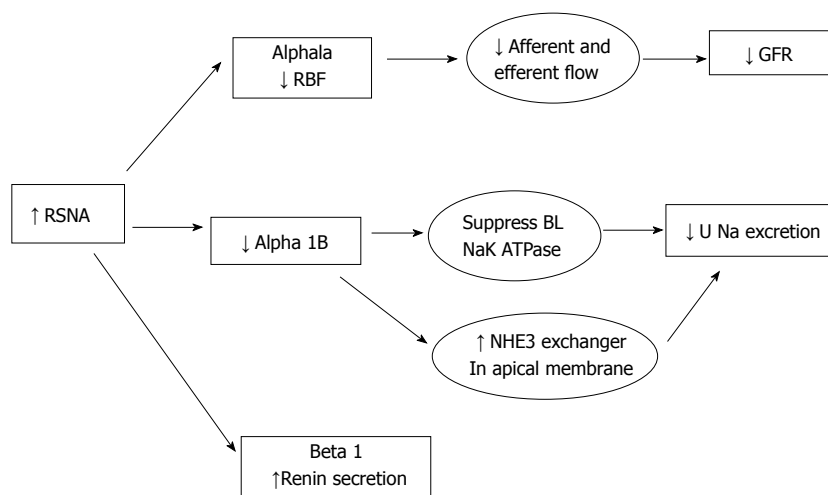 Alphala
↓ RBF
↓ Afferent and
efferent flow
↓ GFR
↑ RSNA
↓ Alpha 1B
Suppress BL
NaK ATPase
↓ U Na excretion
↑ NHE3 exchanger
In apical membrane
Beta 1
↑Renin secretion